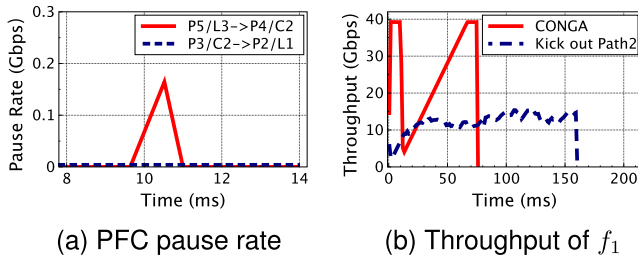 Pause Rate (Gbps)
0.3
0.2
0.1
0
P5/L3->P4/C2
P3/C2->P2/L1
8
10
12
14
Time (ms)
(a) PFC pause rate
Throughput (Gbps)
40
30
20
10
0
CONGA
Kick out Path2
0
50
100
150
200
Time (ms)
(b) Throughput of f₁